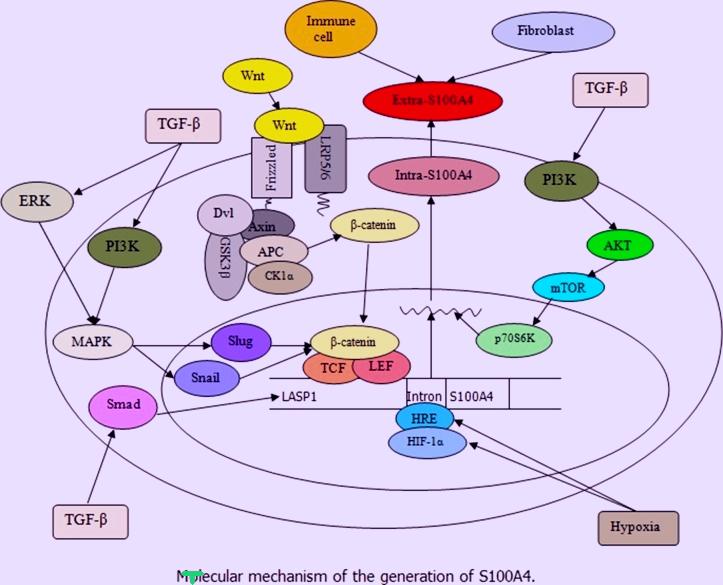 Immune
cell
Fibroblast
Wnt
TGF-β
Extra-S100A4
TGF-β
Wnt
Frizzled
LRP5/6
Intra-S100A4
PI3K
ERK
Dvl
Axin
β-catenin
PI3K
GSK3β
APC
AKT
CK1α
mTOR
MAPK
Slug
β-catenin
p70S6K
TCF
LEF
Snail
LASP1
Intron
S100A4
Smad
HRE
HIF-1α
TGF-β
Hypoxia
Molecular mechanism of the generation of S100A4.